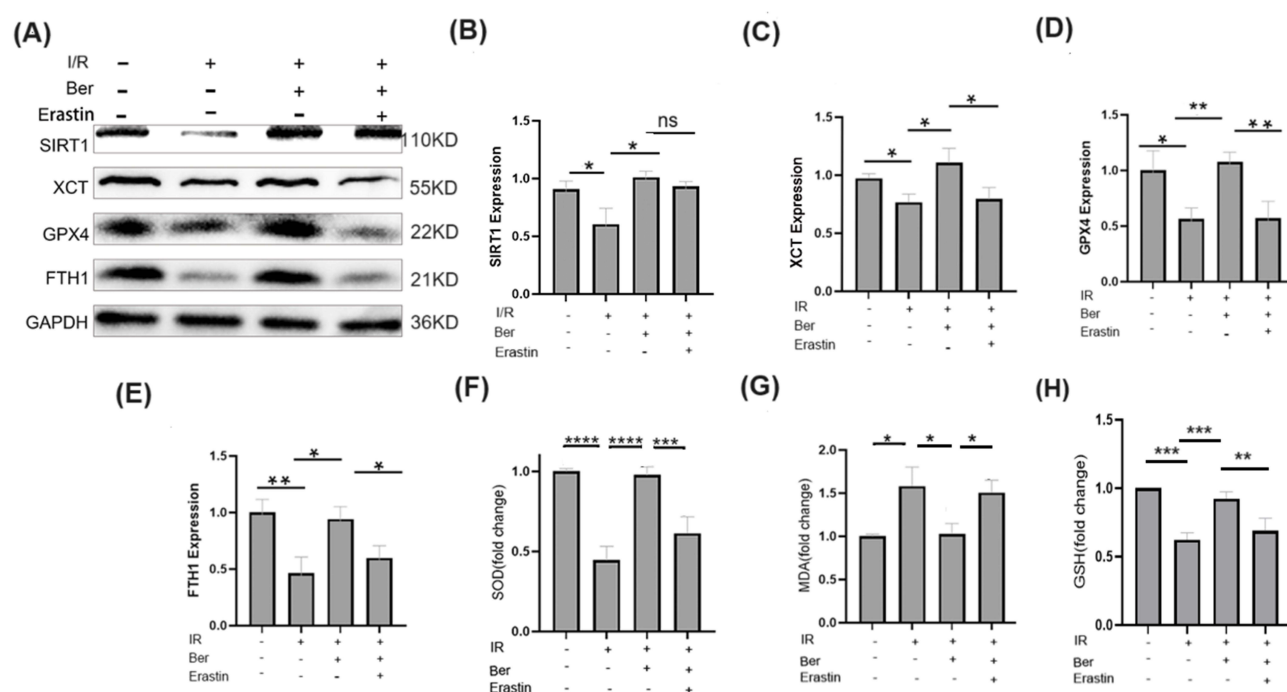 (A)
I/R - + + +
Ber - - + +
Erastin - - - +
SIRT1 110KD
XCT 55KD
GPX4 22KD
FTH1 21KD
GAPDH 36KD
(B)
SIRT1 Expression
1.5
1.0
0.5
0.0
* * ns
I/R - + + +
Ber - - + +
Erastin - - - +
(C)
XCT Expression
1.5
1.0
0.5
0.0
* * *
IR - + + +
Ber - - + +
Erastin - - - +
(D)
GPX4 Expression
1.5
1.0
0.5
0.0
* ** **
IR - + + +
Ber - - + +
Erastin - - - +
(E)
FTH1 Expression
1.5
1.0
0.5
0.0
** * *
IR - + + +
Ber - - + +
Erastin - - - +
(F)
SOD(fold change)
1.0
0.5
0.0
**** **** ***
IR - + + +
Ber - - + +
Erastin - - - +
(G)
MDA(fold change)
2.0
1.5
1.0
0.5
0.0
* * *
IR - + + +
Ber - - + +
Erastin - - - +
(H)
GSH(fold change)
1.5
1.0
0.5
0.0
*** *** **
IR - + + +
Ber - - + +
Erastin - - - +